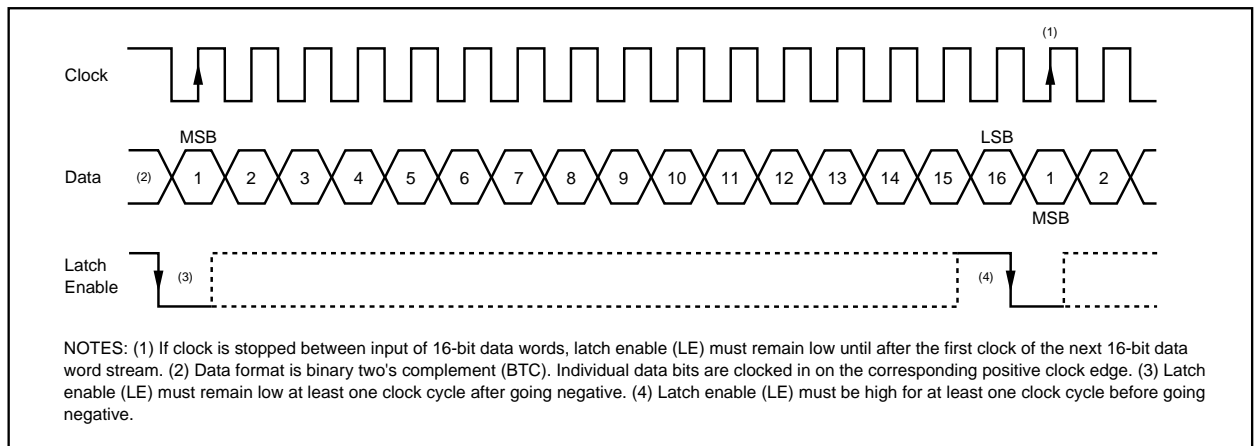 (1)
Clock
MSB
LSB
Data
(2) 1 2 3 4 5 6 7 8 9 10 11 12 13 14 15 16 1 2
MSB
Latch
Enable
(3)
(4)
NOTES: (1) If clock is stopped between input of 16-bit data words, latch enable (LE) must remain low until after the first clock of the next 16-bit data
word stream. (2) Data format is binary two's complement (BTC). Individual data bits are clocked in on the corresponding positive clock edge. (3) Latch
enable (LE) must remain low at least one clock cycle after going negative. (4) Latch enable (LE) must be high for at least one clock cycle before going
negative.